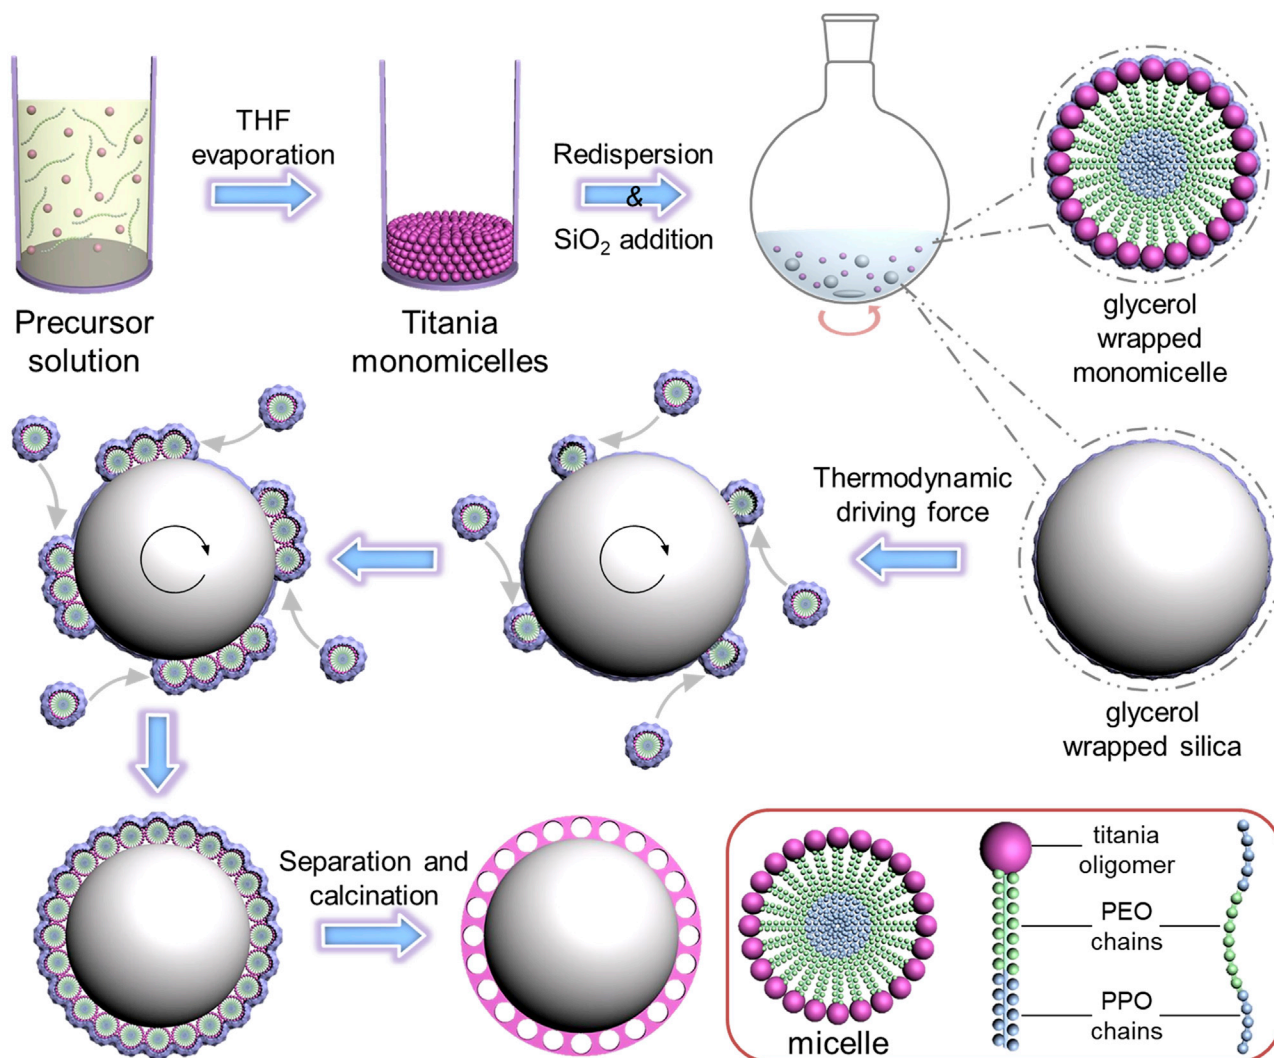 THF
evaporation
Redispersion
&
SiO₂ addition
Precursor
solution
Titania
monomicelles
glycerol
wrapped
monomicelle
Thermodynamic
driving force
glycerol
wrapped silica
Separation and
calcination
micelle
titania
oligomer
PEO
chains
PPO
chains